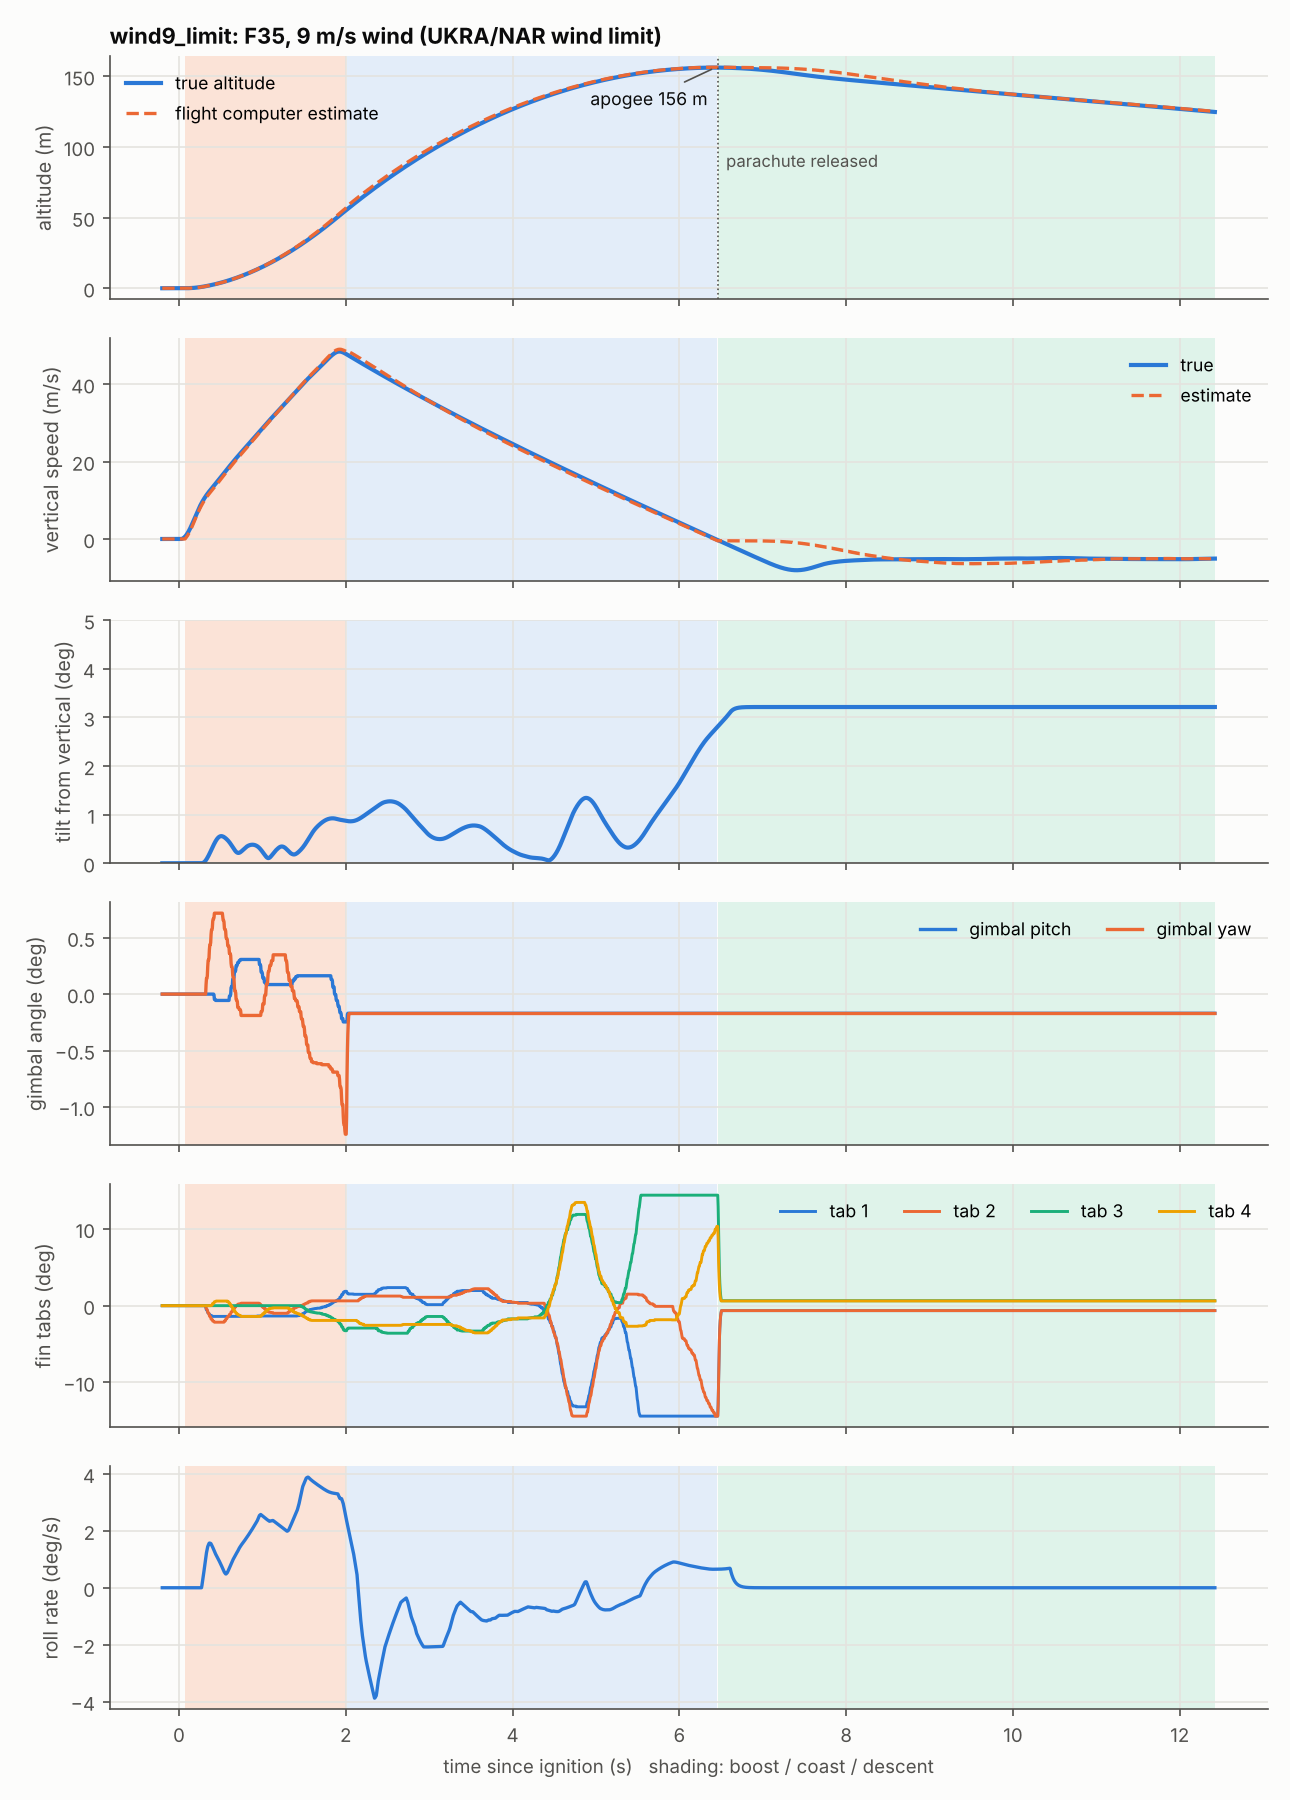 wind9_limit: F35, 9 m/s wind (UKRA/NAR wind limit)
altitude (m)
150
100
50
0
true altitude
flight computer estimate
apogee 156 m
parachute released
vertical speed (m/s)
40
20
0
true
estimate
tilt from vertical (deg)
5
4
3
2
1
0
gimbal angle (deg)
0.5
0.0
−0.5
−1.0
gimbal pitch
gimbal yaw
fin tabs (deg)
10
0
−10
tab 1
tab 2
tab 3
tab 4
roll rate (deg/s)
4
2
0
−2
−4
0 2 4 6 8 10 12
time since ignition (s) shading: boost / coast / descent